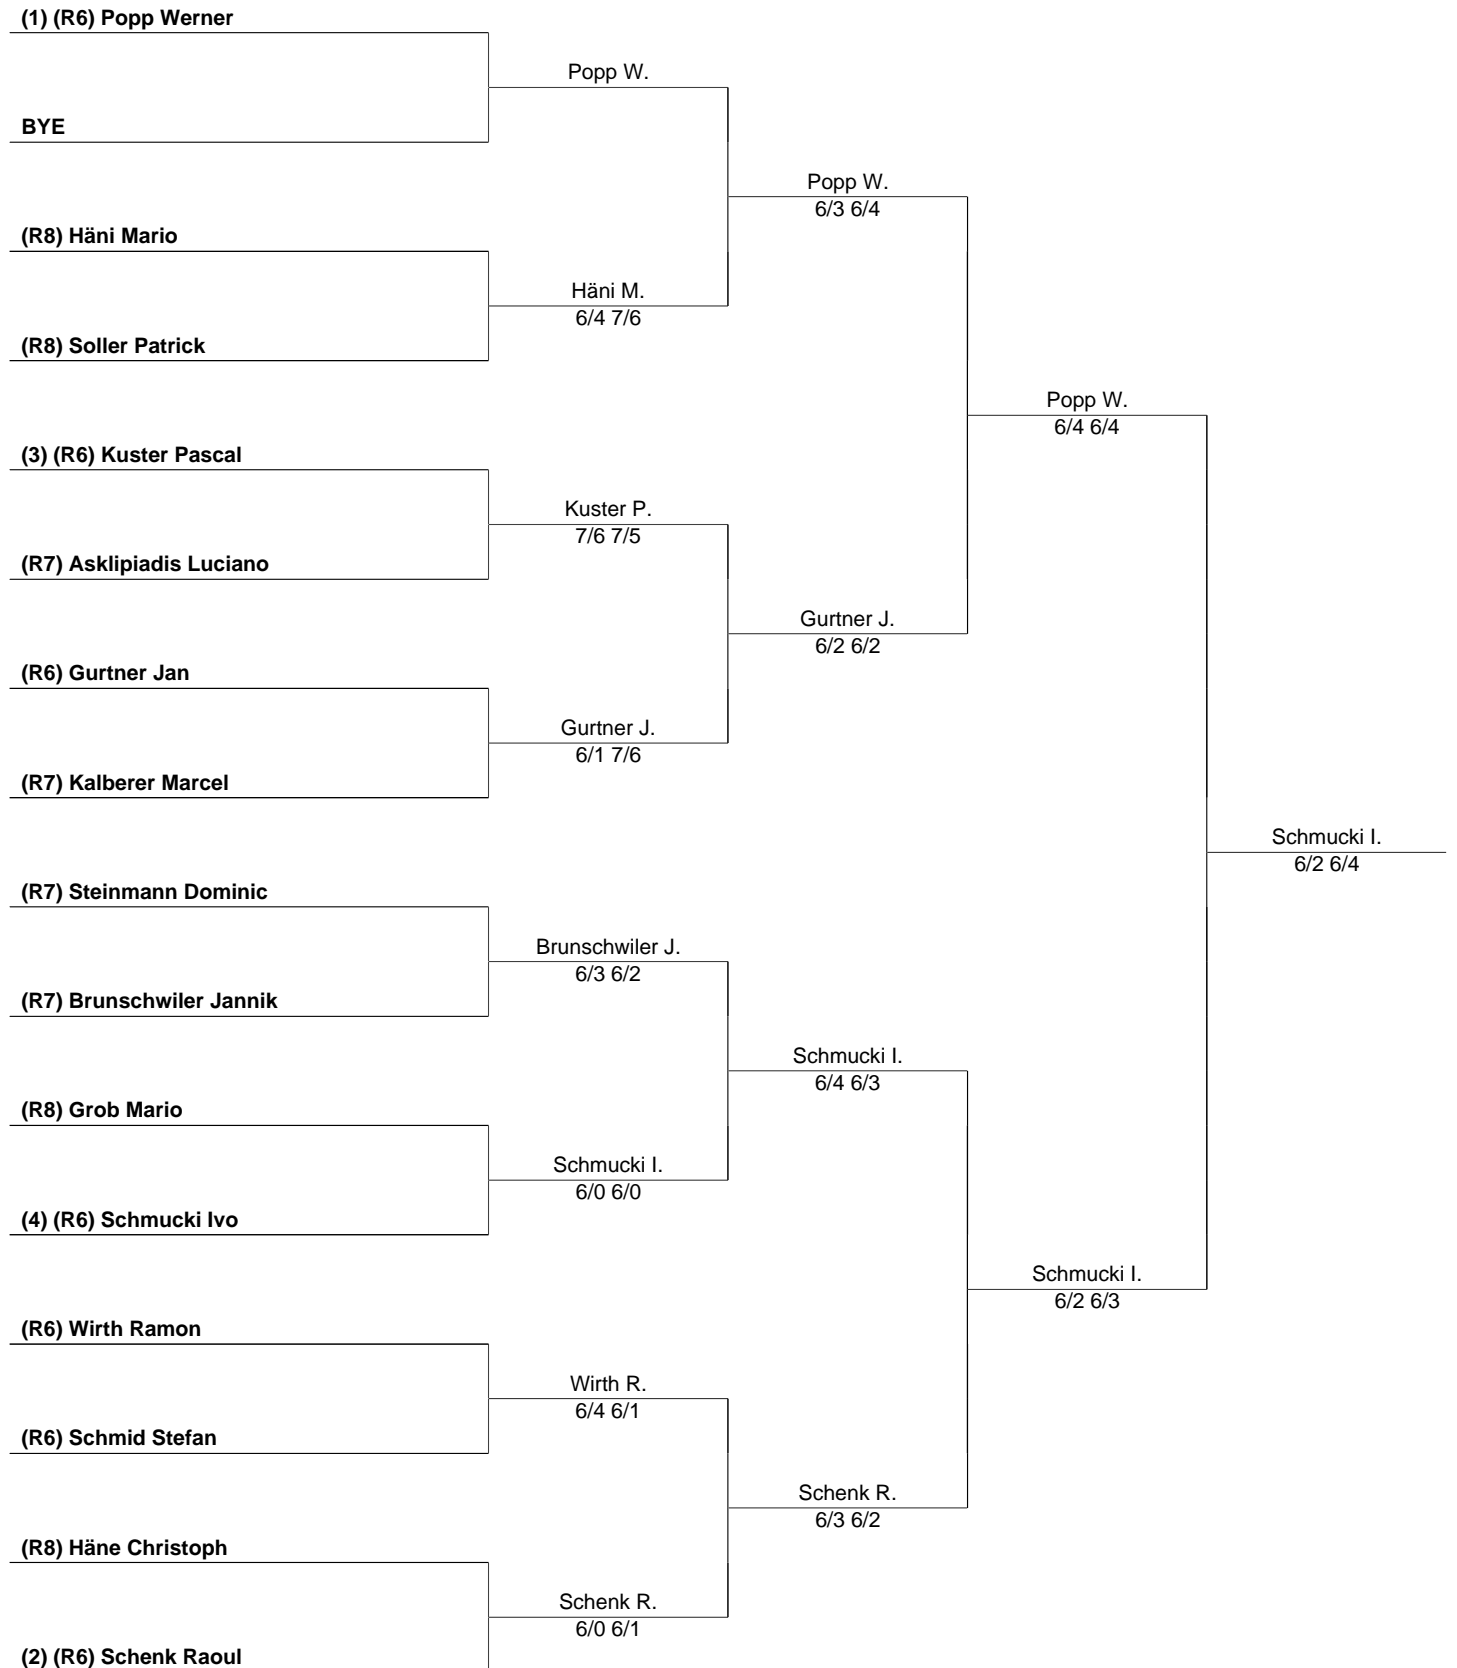 (1) (R6) Popp Werner
Popp W.
BYE
Popp W.
6/3 6/4
(R8) Häni Mario
Häni M.
6/4 7/6
(R8) Soller Patrick
Popp W.
6/4 6/4
(3) (R6) Kuster Pascal
Kuster P.
7/6 7/5
(R7) Asklipiadis Luciano
Gurtner J.
6/2 6/2
(R6) Gurtner Jan
Gurtner J.
6/1 7/6
(R7) Kalberer Marcel
Schmucki I.
6/2 6/4
(R7) Steinmann Dominic
Brunschwiler J.
6/3 6/2
(R7) Brunschwiler Jannik
Schmucki I.
6/4 6/3
(R8) Grob Mario
Schmucki I.
6/0 6/0
(4) (R6) Schmucki Ivo
Schmucki I.
6/2 6/3
(R6) Wirth Ramon
Wirth R.
6/4 6/1
(R6) Schmid Stefan
Schenk R.
6/3 6/2
(R8) Häne Christoph
Schenk R.
6/0 6/1
(2) (R6) Schenk Raoul